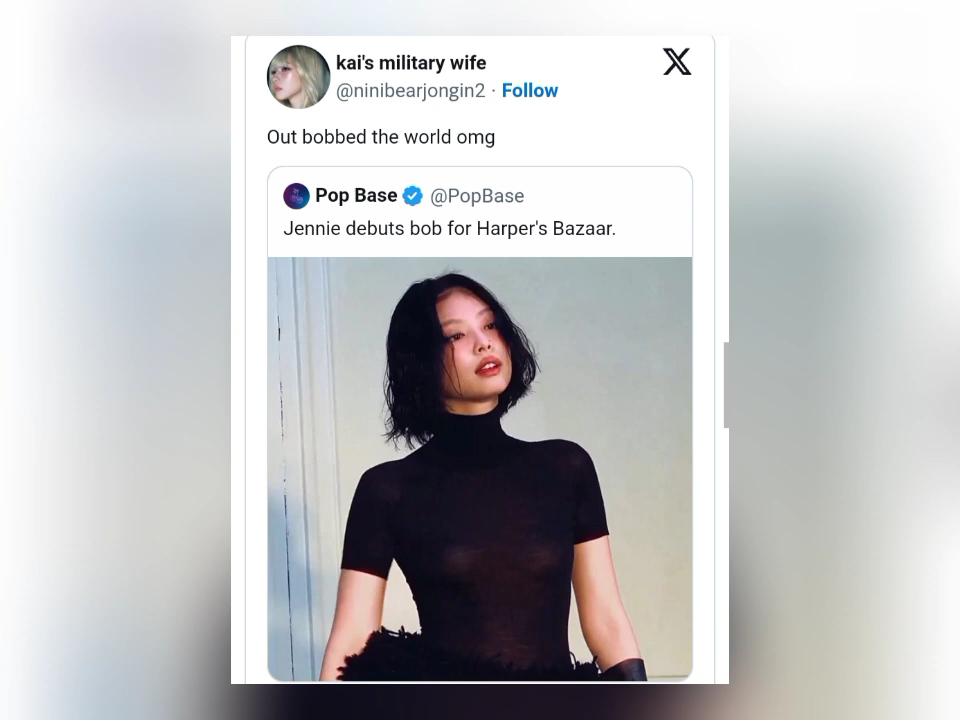 kai's military wife
@ninibearjongin2 · Follow
Out bobbed the world omg
Pop Base @PopBase
Jennie debuts bob for Harper's Bazaar.